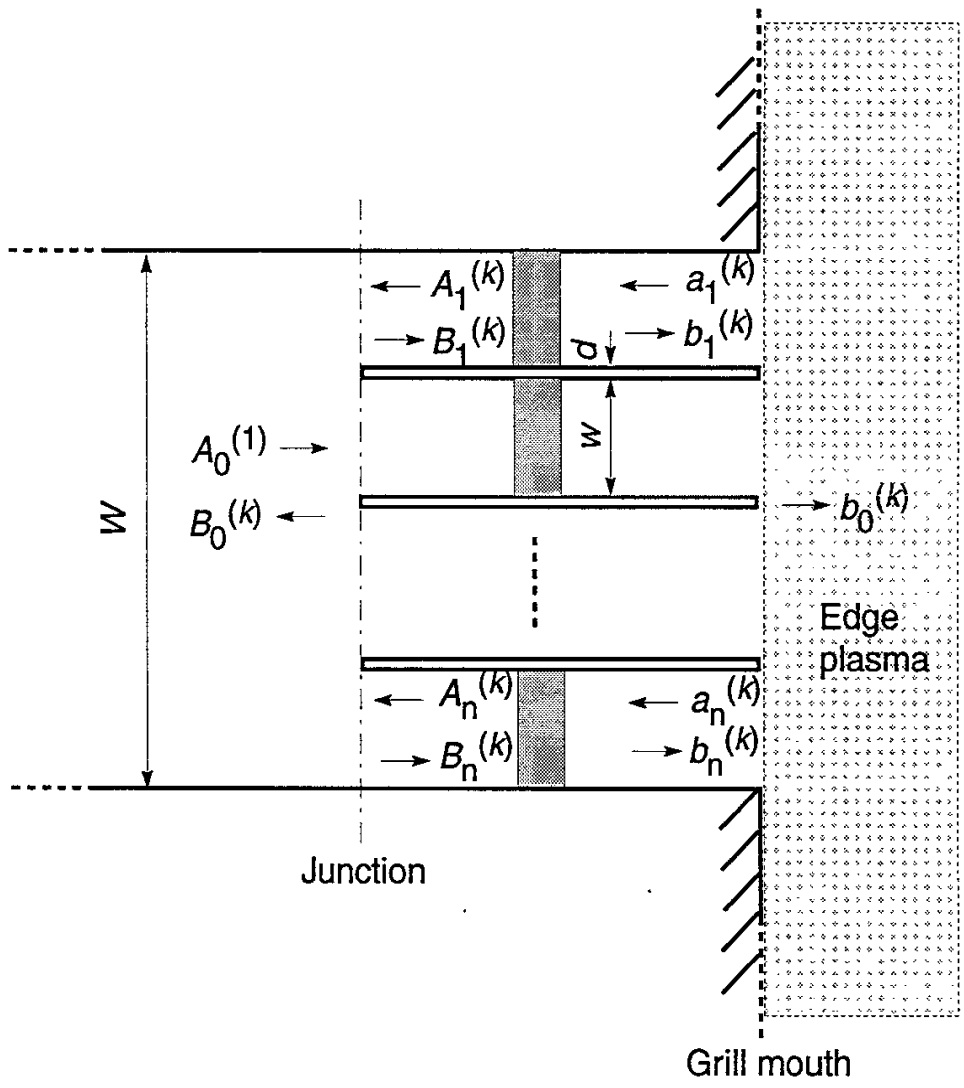 A₁⁽ᵏ⁾ a₁⁽ᵏ⁾
B₁⁽ᵏ⁾ d b₁⁽ᵏ⁾
A₀⁽¹⁾ w
W B₀⁽ᵏ⁾ b₀⁽ᵏ⁾
Edge
plasma
Aₙ⁽ᵏ⁾ aₙ⁽ᵏ⁾
Bₙ⁽ᵏ⁾ bₙ⁽ᵏ⁾
Junction
Grill mouth